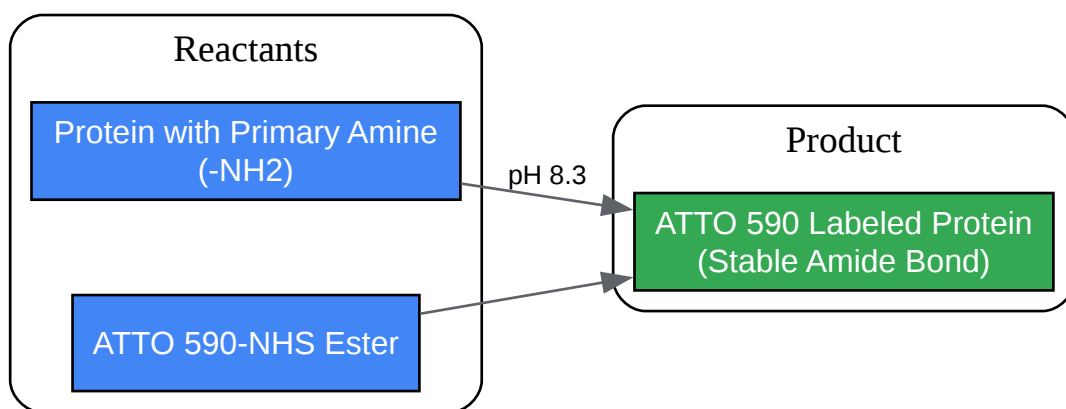 Reactants
Protein with Primary Amine
(-NH2)
ATTO 590-NHS Ester
pH 8.3
Product
ATTO 590 Labeled Protein
(Stable Amide Bond)